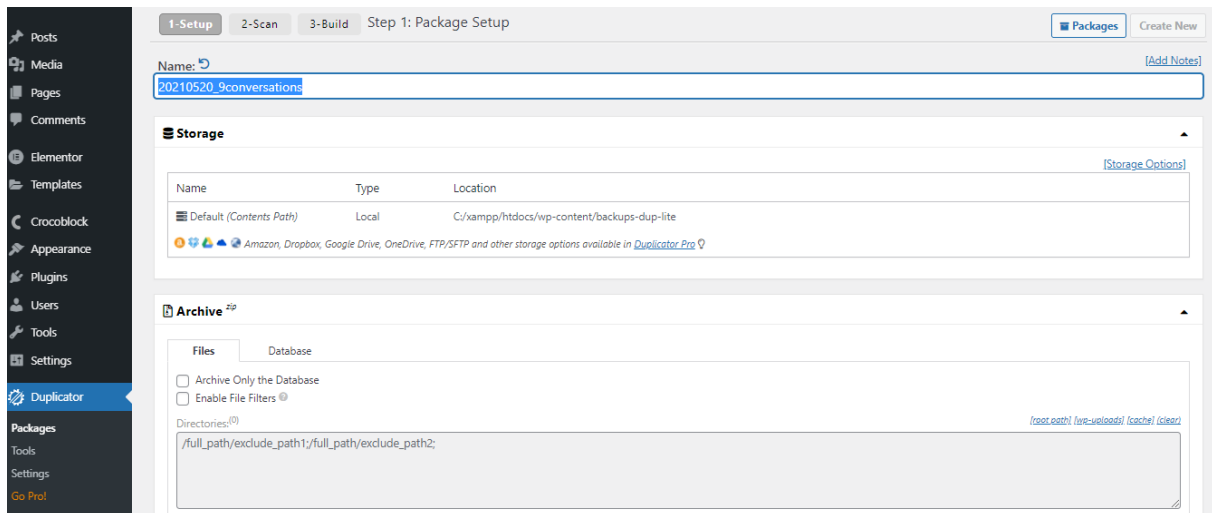 Posts
Media
Pages
Comments
Elementor
Templates
Crocoblock
Appearance
Plugins
Users
Tools
Settings
Duplicator
Packages
Tools
Settings
Go Pro!
1-Setup 2-Scan 3-Build Step 1: Package Setup Packages Create New
Name: [Add Notes]
20210520_9conversations
Storage
[Storage Options]
Name Type Location
Default (Contents Path) Local C:/xampp/htdocs/wp-content/backups-dup-lite
Amazon, Dropbox, Google Drive, OneDrive, FTP/SFTP and other storage options available in Duplicator Pro
Archive zip
Files Database
Archive Only the Database
Enable File Filters
Directories:(0) [root path] [wp-uploads] [cache] (clear)
/full_path/exclude_path1;/full_path/exclude_path2;